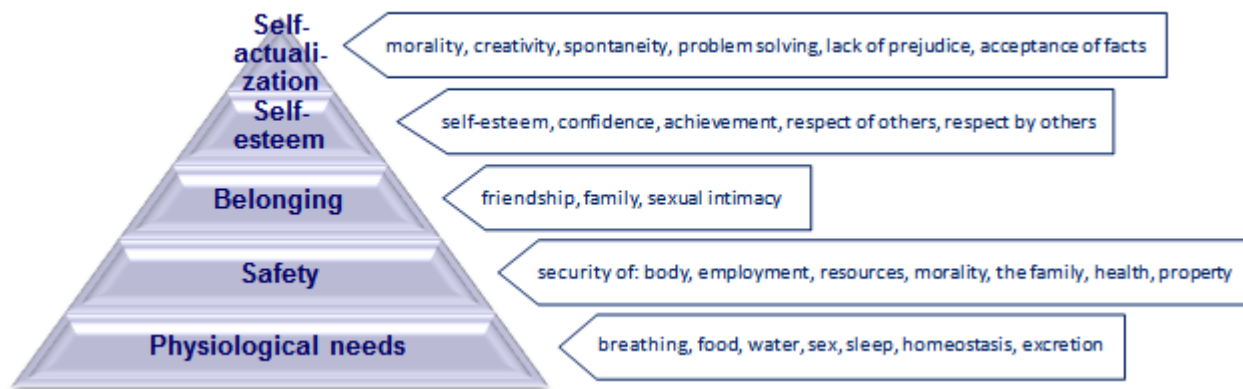 Self-
actuali-
zation
morality, creativity, spontaneity, problem solving, lack of prejudice, acceptance of facts
Self-
esteem
self-esteem, confidence, achievement, respect of others, respect by others
Belonging
friendship, family, sexual intimacy
Safety
security of: body, employment, resources, morality, the family, health, property
Physiological needs
breathing, food, water, sex, sleep, homeostasis, excretion